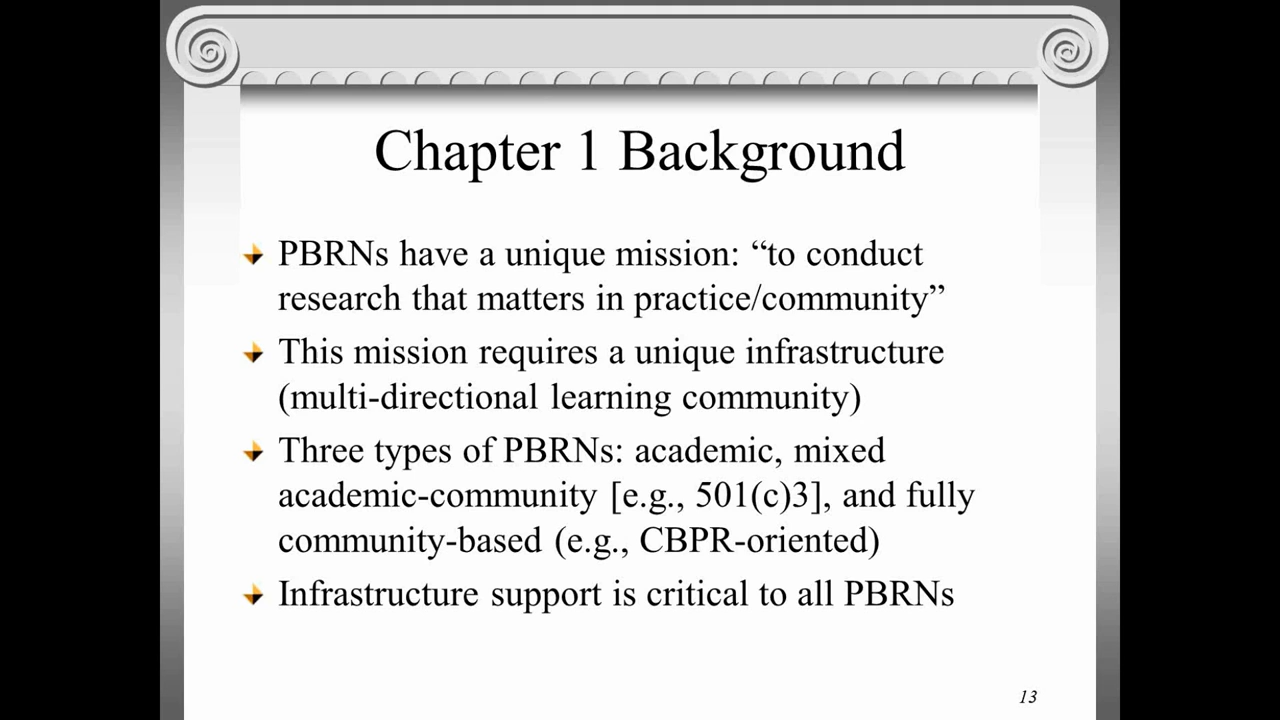 Chapter 1 Background
PBRNs have a unique mission: “to conduct
research that matters in practice/community”
This mission requires a unique infrastructure
(multi-directional learning community)
Three types of PBRNs: academic, mixed
academic-community [e.g., 501(c)3], and fully
community-based (e.g., CBPR-oriented)
Infrastructure support is critical to all PBRNs
13